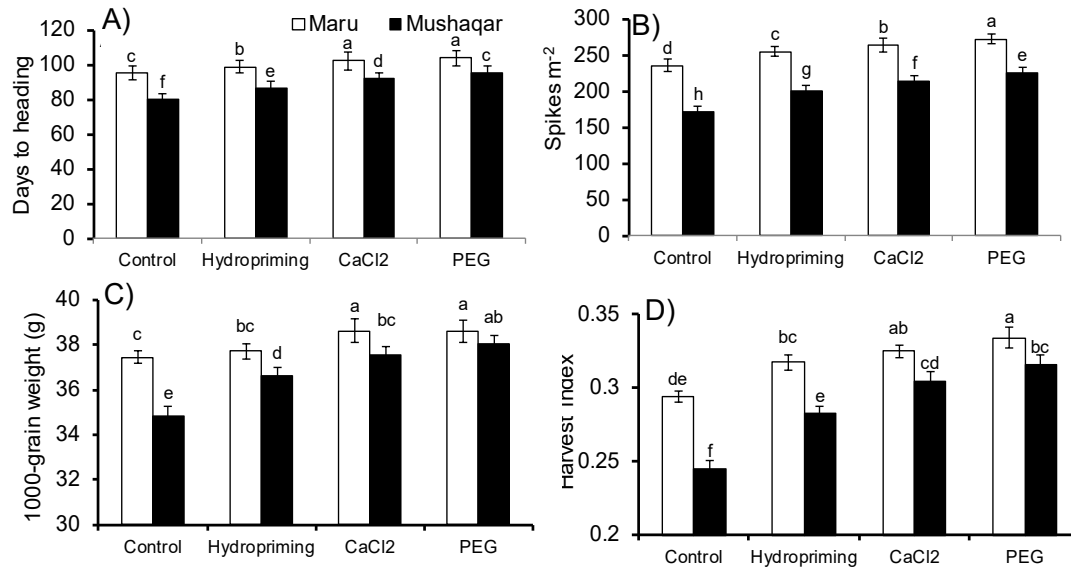 A)
Maru Mushaqar
Days to heading
120
100
80
60
40
20
0
c f b e a d a c
Control Hydropriming CaCl2 PEG
B)
Spikes m-2
300
250
200
150
100
50
0
d h c g b f a e
Control Hydropriming CaCl2 PEG
C)
1000-grain weight (g)
40
38
36
34
32
30
c e bc d a bc a ab
Control Hydropriming CaCl2 PEG
D)
Harvest Index
0.35
0.3
0.25
0.2
de f bc e ab cd a bc
Control Hydropriming CaCl2 PEG